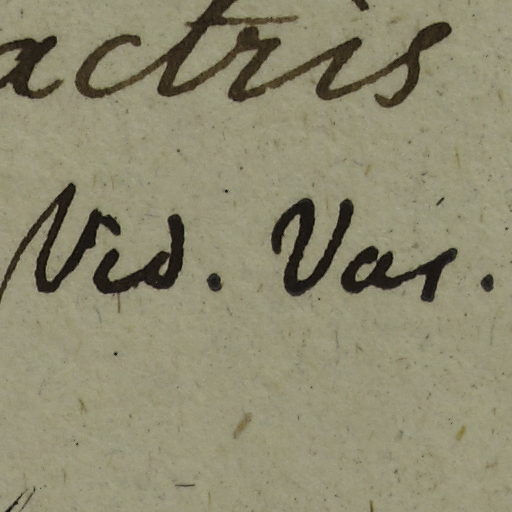 actris
Vid. Var.